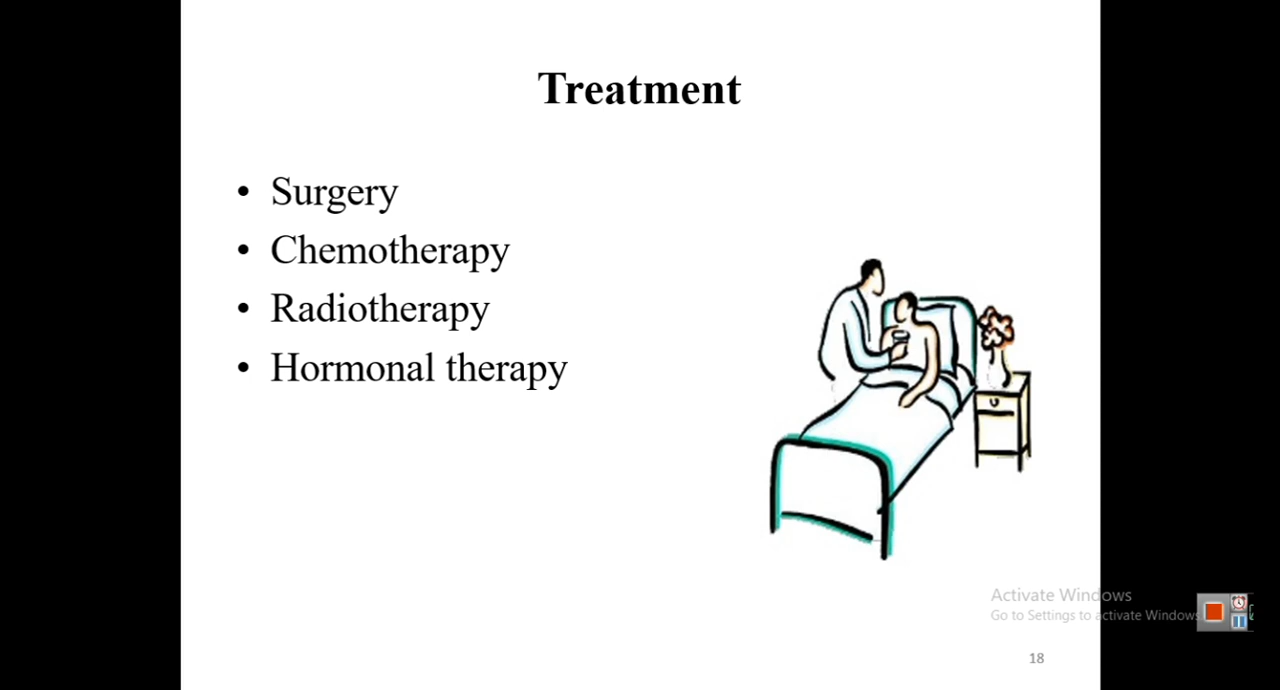 Treatment
• Surgery
• Chemotherapy
• Radiotherapy
• Hormonal therapy
Activate Windows
Go to Settings to activate Windows
18